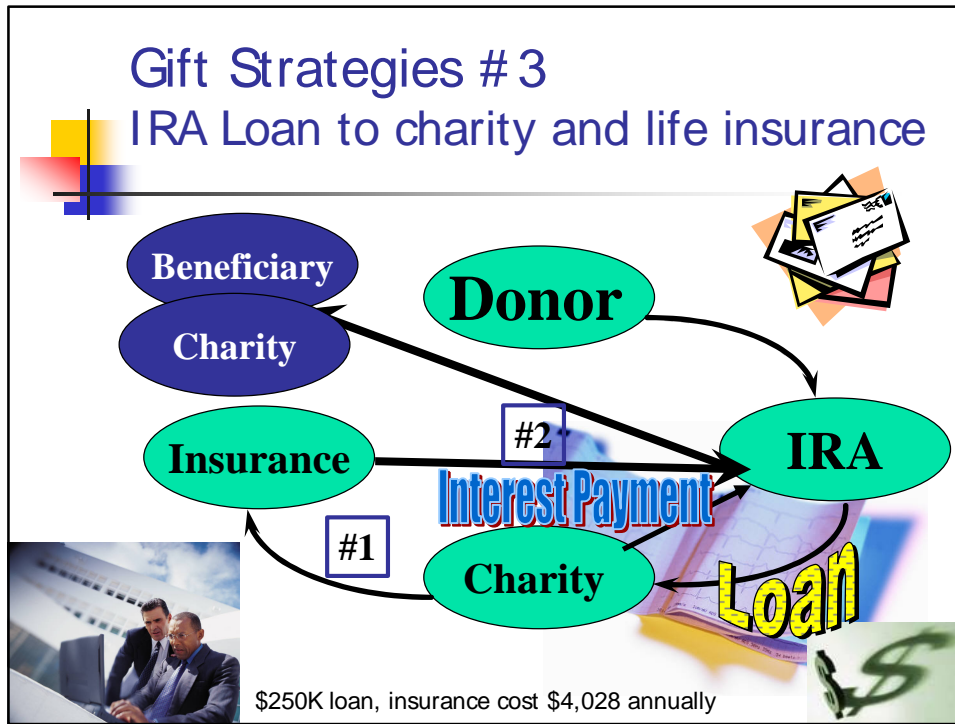 Gift Strategies # 3
IRA Loan to charity and life insurance
Beneficiary
Donor
Charity
#2
IRA
Insurance
Interest Payment
#1
Charity
Loan
$
$250K loan, insurance cost $4,028 annually